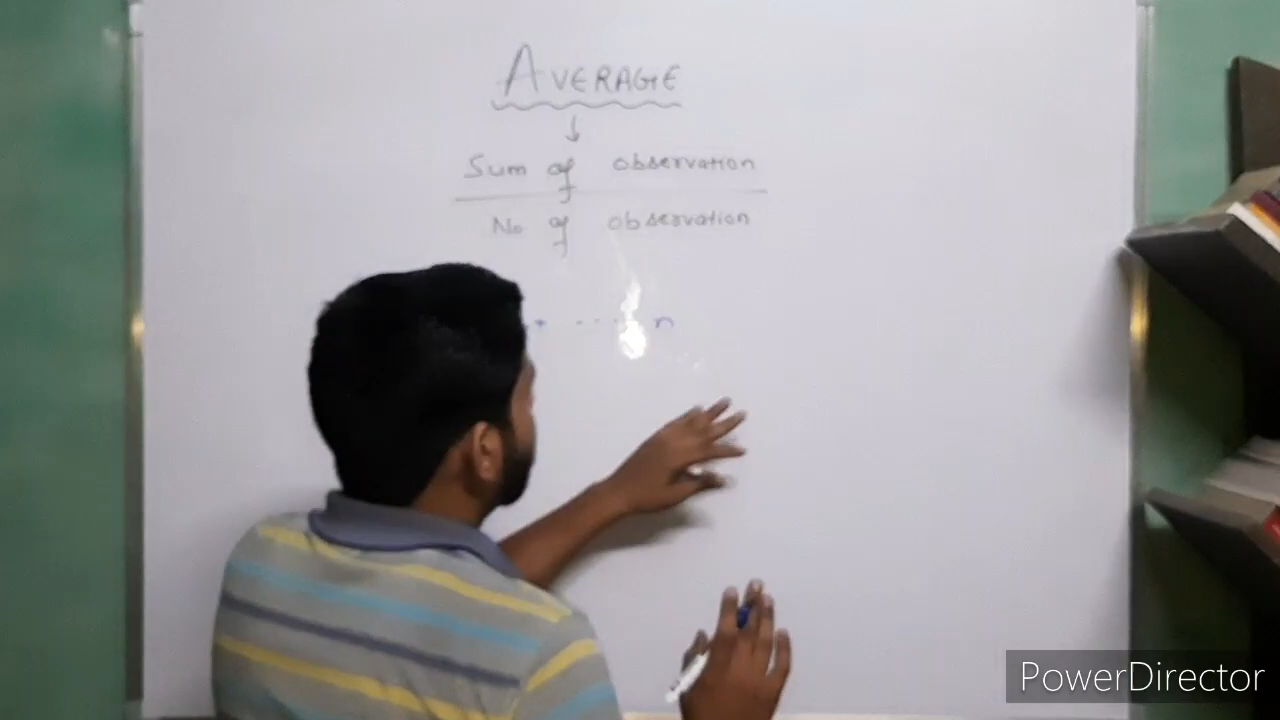 AVERAGE
Sum of observation
No of observation
+ ..... n
PowerDirector